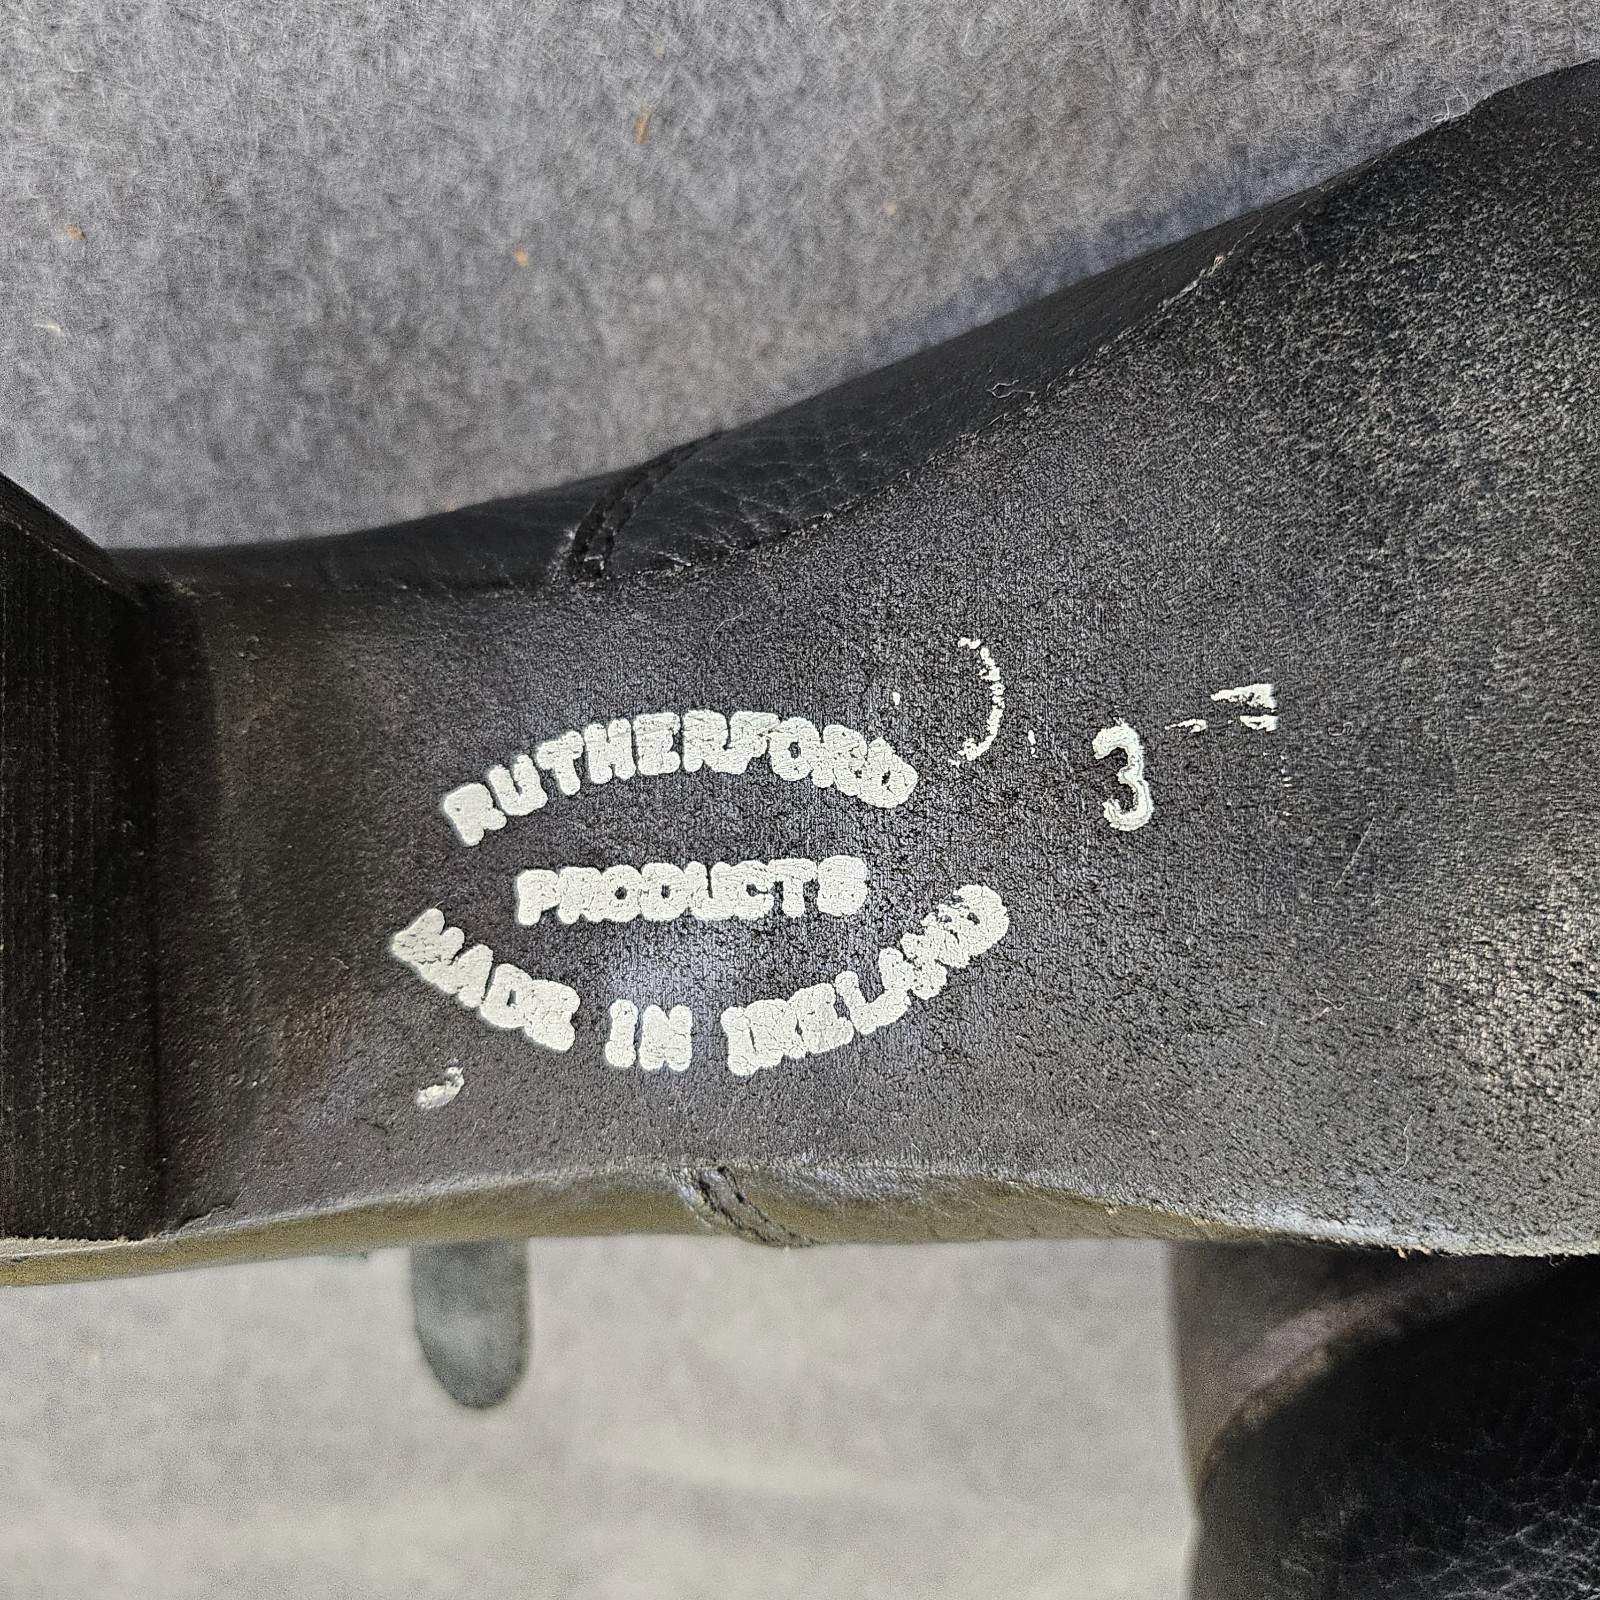 RUTHERFORD
PRODUCTS
MADE IN IRELAND
3